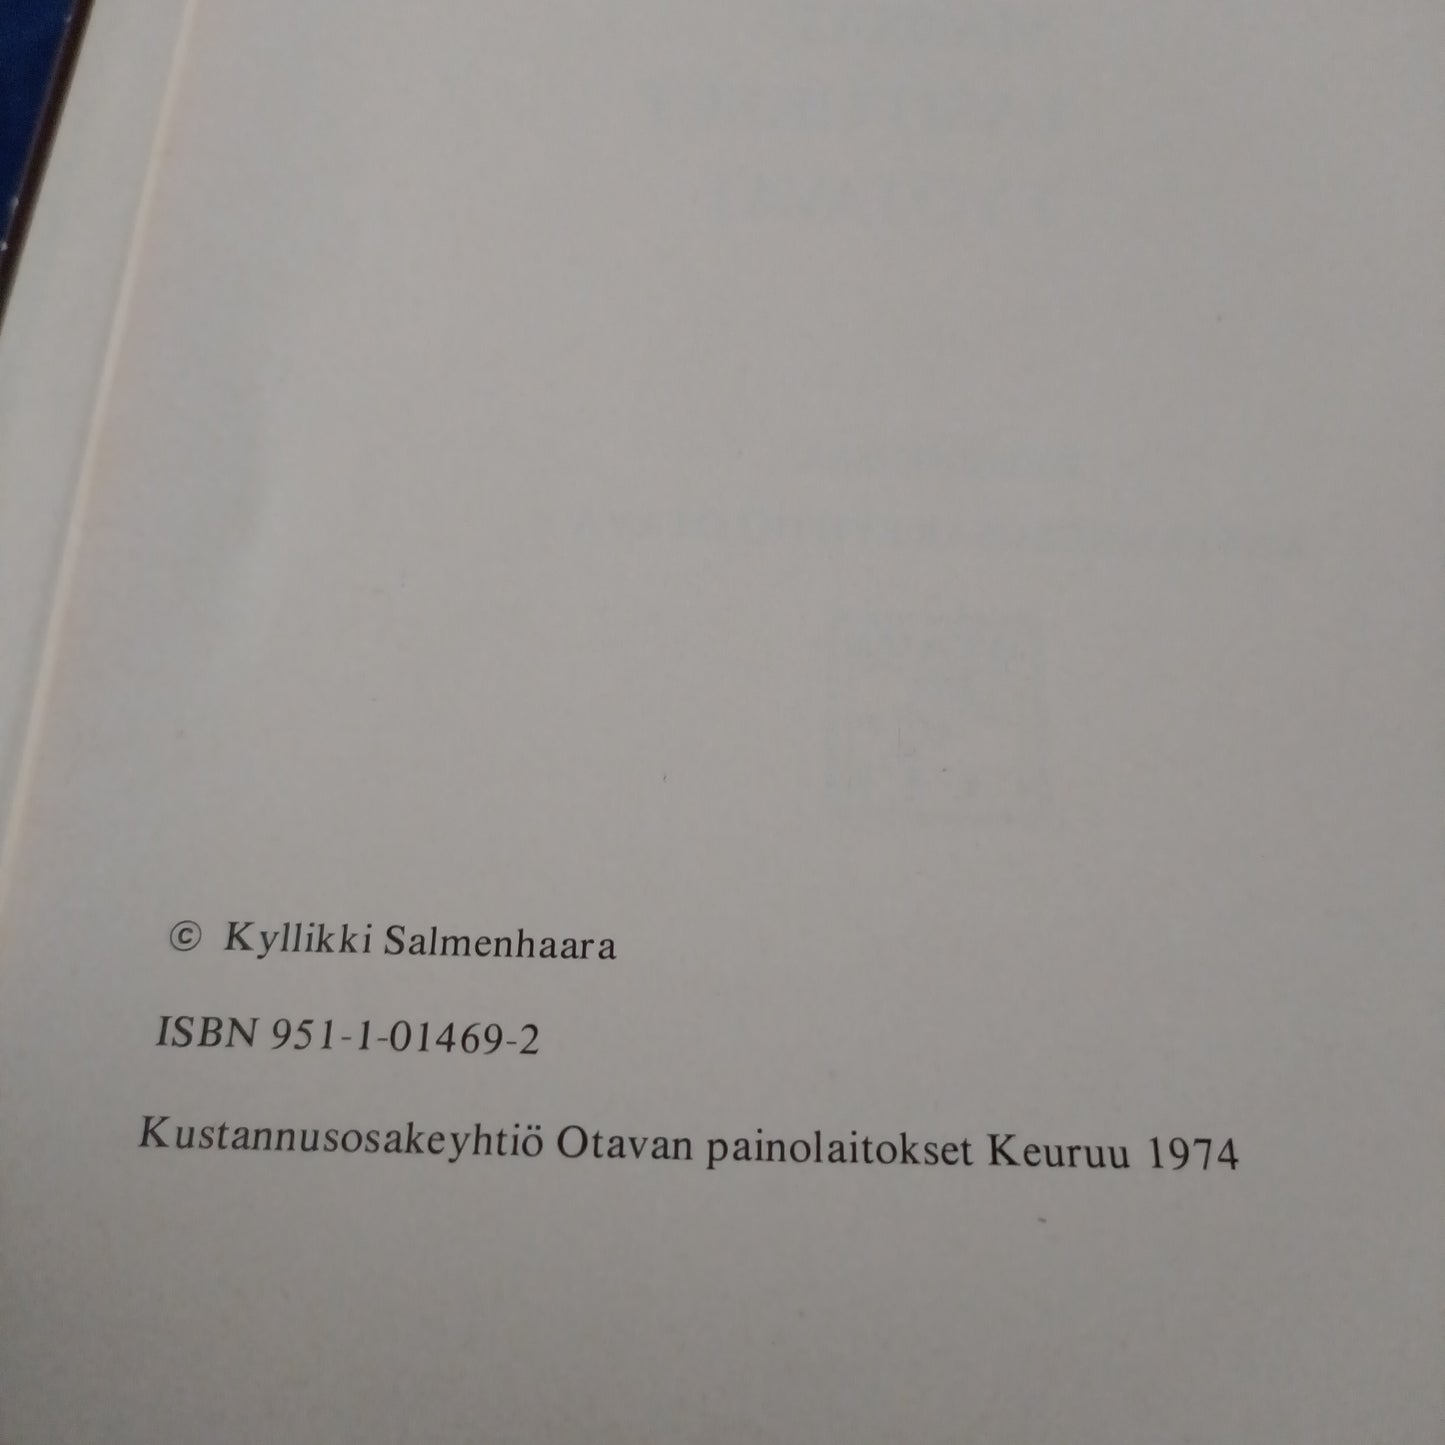 © Kyllikki Salmenhaara
ISBN 951-1-01469-2
Kustannusosakeyhtiö Otavan painolaitokset Keuruu 1974